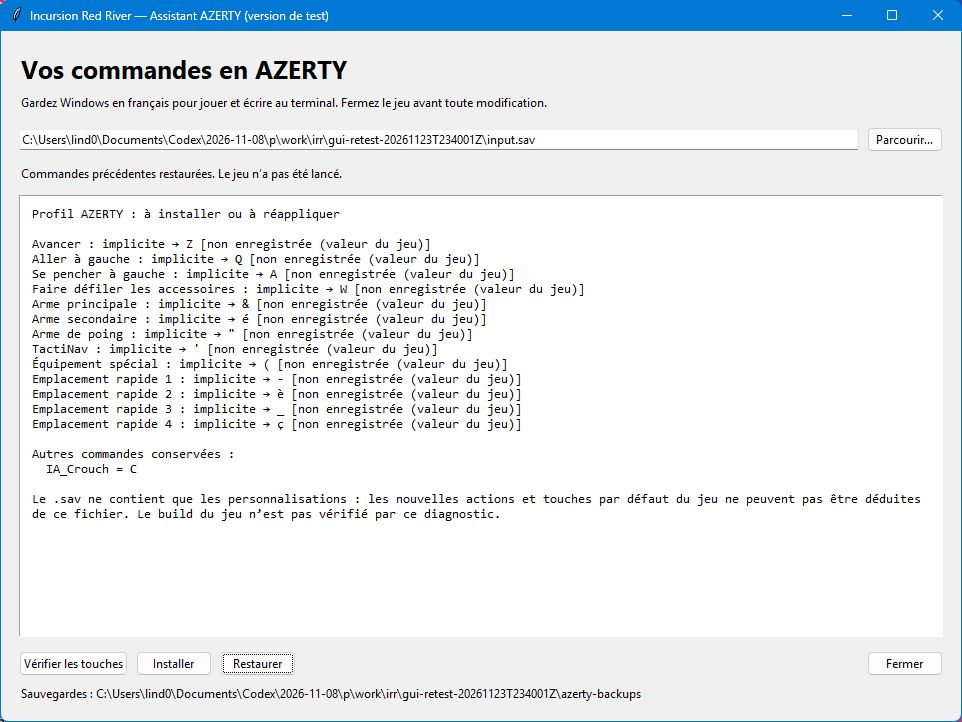 Incursion Red River — Assistant AZERTY (version de test)
Vos commandes en AZERTY
Gardez Windows en français pour jouer et écrire au terminal. Fermez le jeu avant toute modification.
C:\Users\lind0\Documents\Codex\2026-11-08\p\work\irr\gui-retest-20261123T234001Z\input.sav
Parcourir...
Commandes précédentes restaurées. Le jeu n’a pas été lancé.
Profil AZERTY : à installer ou à réappliquer
Avancer : implicite → Z [non enregistrée (valeur du jeu)]
Aller à gauche : implicite → Q [non enregistrée (valeur du jeu)]
Se pencher à gauche : implicite → A [non enregistrée (valeur du jeu)]
Faire défiler les accessoires : implicite → W [non enregistrée (valeur du jeu)]
Arme principale : implicite → & [non enregistrée (valeur du jeu)]
Arme secondaire : implicite → é [non enregistrée (valeur du jeu)]
Arme de poing : implicite → " [non enregistrée (valeur du jeu)]
TactiNav : implicite → ' [non enregistrée (valeur du jeu)]
Équipement spécial : implicite → ( [non enregistrée (valeur du jeu)]
Emplacement rapide 1 : implicite → - [non enregistrée (valeur du jeu)]
Emplacement rapide 2 : implicite → è [non enregistrée (valeur du jeu)]
Emplacement rapide 3 : implicite → _ [non enregistrée (valeur du jeu)]
Emplacement rapide 4 : implicite → ç [non enregistrée (valeur du jeu)]
Autres commandes conservées :
IA_Crouch = C
Le .sav ne contient que les personnalisations : les nouvelles actions et touches par défaut du jeu ne peuvent pas être déduites
de ce fichier. Le build du jeu n’est pas vérifié par ce diagnostic.
Vérifier les touches
Installer
Restaurer
Fermer
Sauvegardes : C:\Users\lind0\Documents\Codex\2026-11-08\p\work\irr\gui-retest-20261123T234001Z\azerty-backups